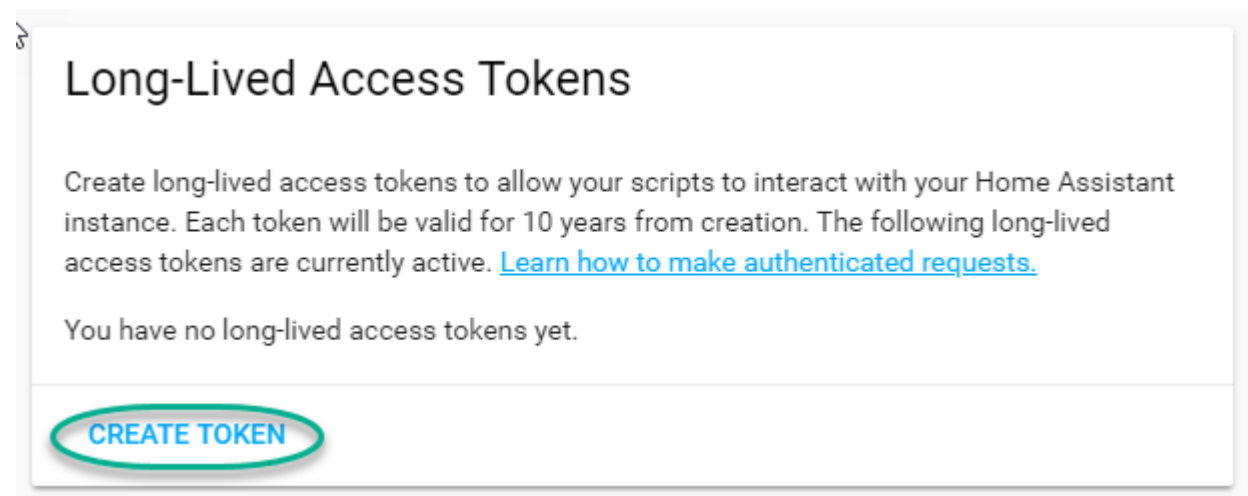 Long-Lived Access Tokens
Create long-lived access tokens to allow your scripts to interact with your Home Assistant
instance. Each token will be valid for 10 years from creation. The following long-lived
access tokens are currently active. Learn how to make authenticated requests.
You have no long-lived access tokens yet.
CREATE TOKEN